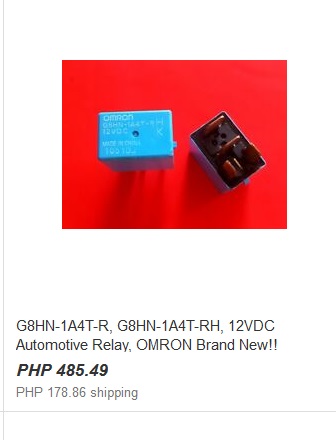 OMRON
G8HN-1A4T-R H
12VDC
MADE IN CHINA
G8HN-1A4T-R, G8HN-1A4T-RH, 12VDC
Automotive Relay, OMRON Brand New!!
PHP 485.49
PHP 178.86 shipping